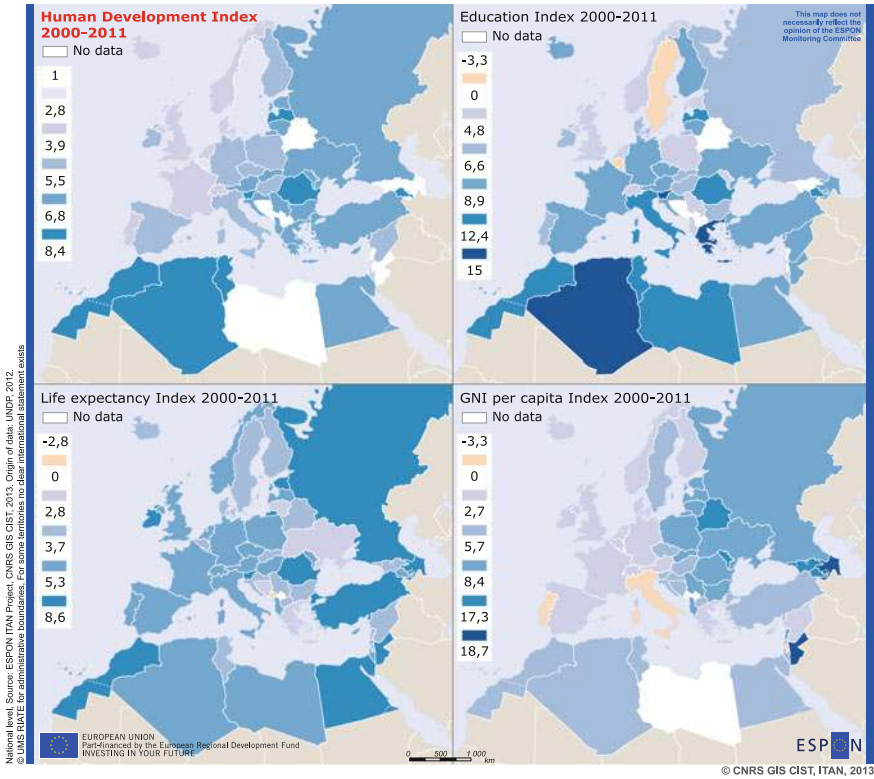 Human Development Index
2000-2011
No data
1
2,8
3,9
5,5
6,8
8,4
Education Index 2000-2011
No data
-3,3
0
4,8
6,6
8,9
12,4
15
This map does not
necessarily reflect the
opinion of the ESPON
Monitoring Committee
Life expectancy Index 2000-2011
No data
-2,8
0
2,8
3,7
5,3
8,6
GNI per capita Index 2000-2011
No data
-3,3
0
2,7
5,7
8,4
17,3
18,7
EUROPEAN UNION
Part-financed by the European Regional Development Fund
INVESTING IN YOUR FUTURE
0 500 1 000
km
ESPON
National level, Source: ESPON ITAN Project, CNRS GIS CIST, 2013. Origin of data: UNDP, 2012.
© UMS RIATE for administrative boundaries. For some territories no clear international statement exists
© CNRS GIS CIST, ITAN, 2013